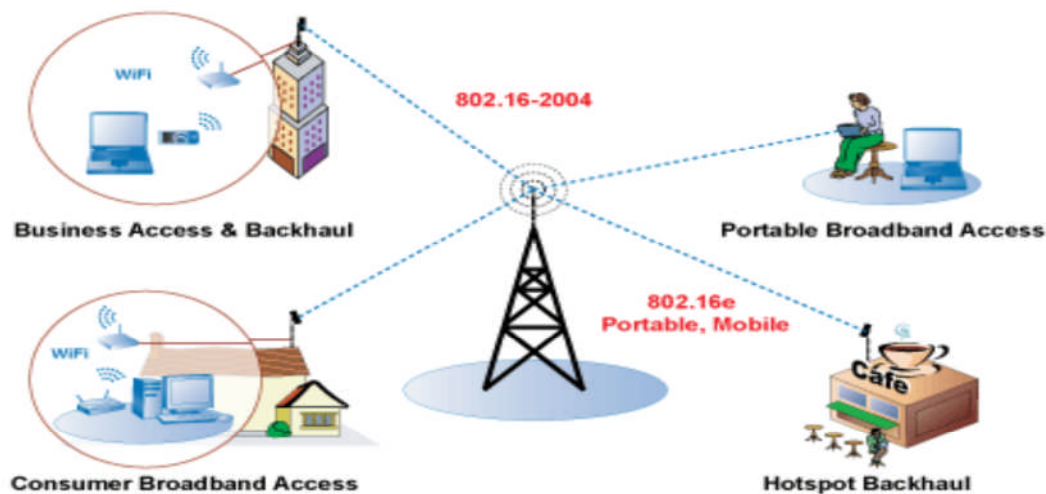 WiFi
802.16-2004
Business Access & Backhaul
Portable Broadband Access
802.16e
Portable, Mobile
WiFi
Cafe
Consumer Broadband Access
Hotspot Backhaul